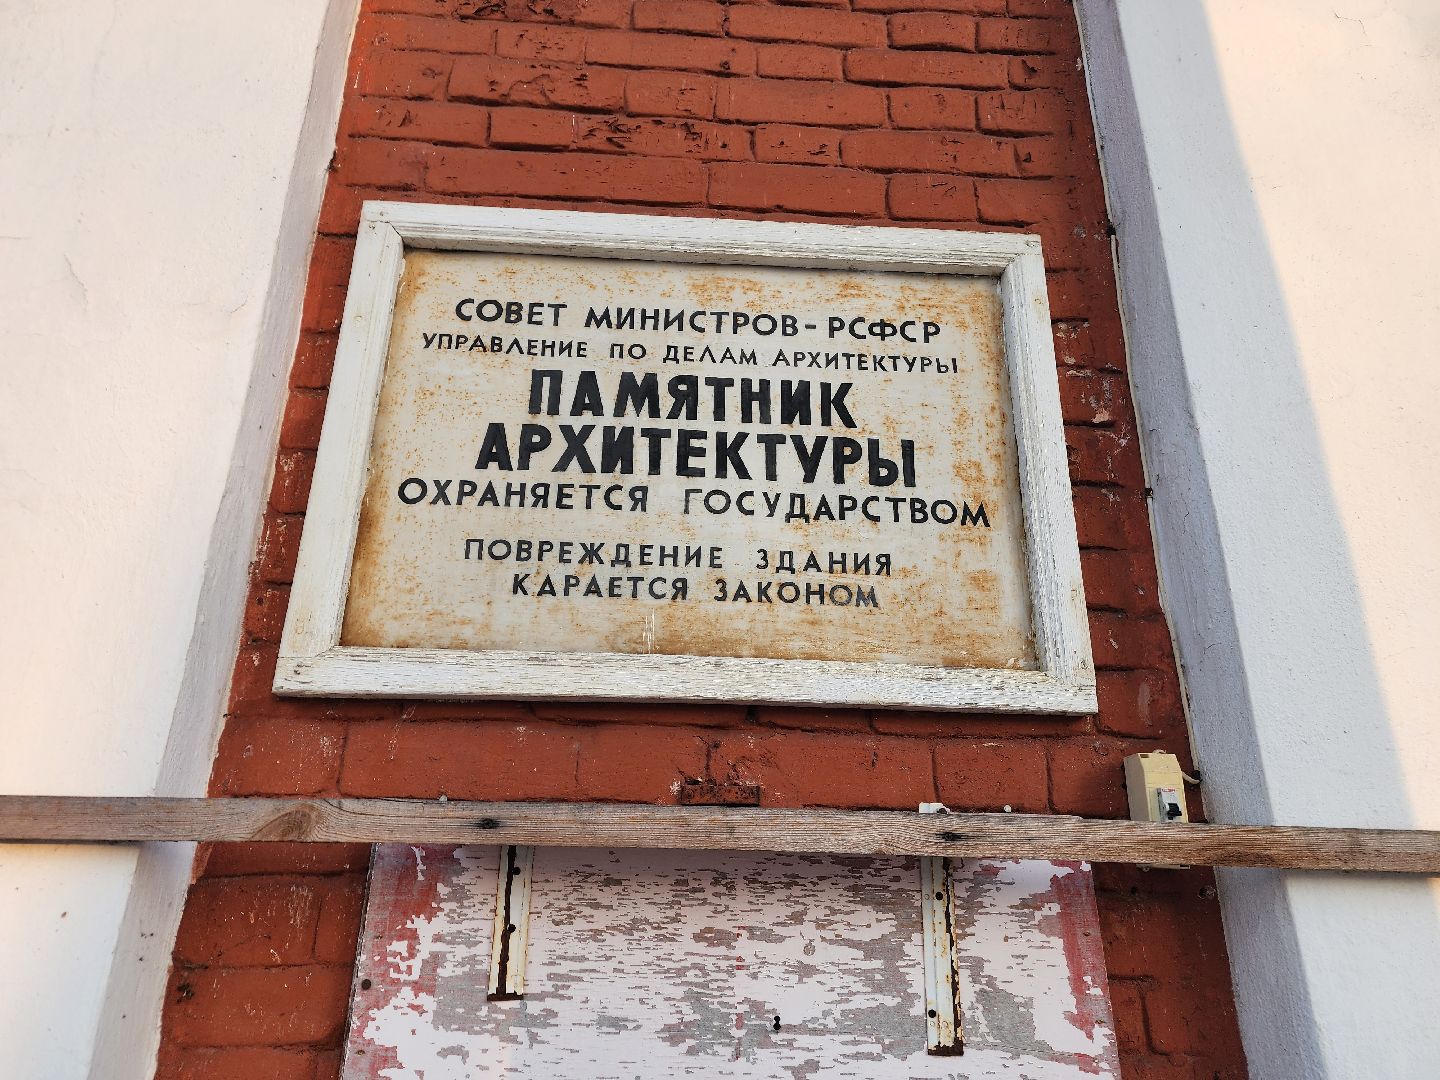 СОВЕТ МИНИСТРОВ-РСФСР
УПРАВЛЕНИЕ ПО ДЕЛАМ АРХИТЕКТУРЫ
ПАМЯТНИК
АРХИТЕКТУРЫ
ОХРАНЯЕТСЯ ГОСУДАРСТВОМ
ПОВРЕЖДЕНИЕ ЗДАНИЯ
КАРАЕТСЯ ЗАКОНОМ